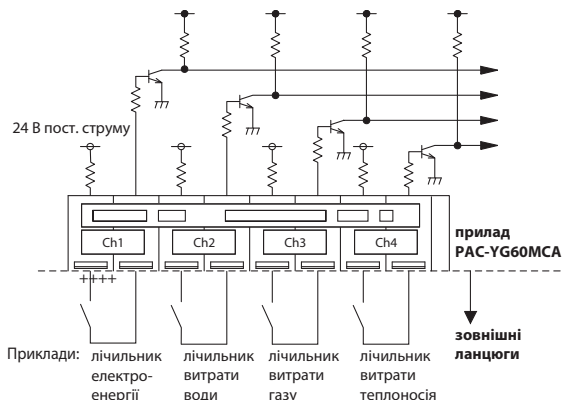 24 В пост. струму
Ch1 Ch2 Ch3 Ch4
прилад
PAC-YG60MCA
++++
зовнішні
ланцюги
Приклади: лічильник лічильник лічильник лічильник
електро- витрати витрати витрати
енергії води газу теплоносія